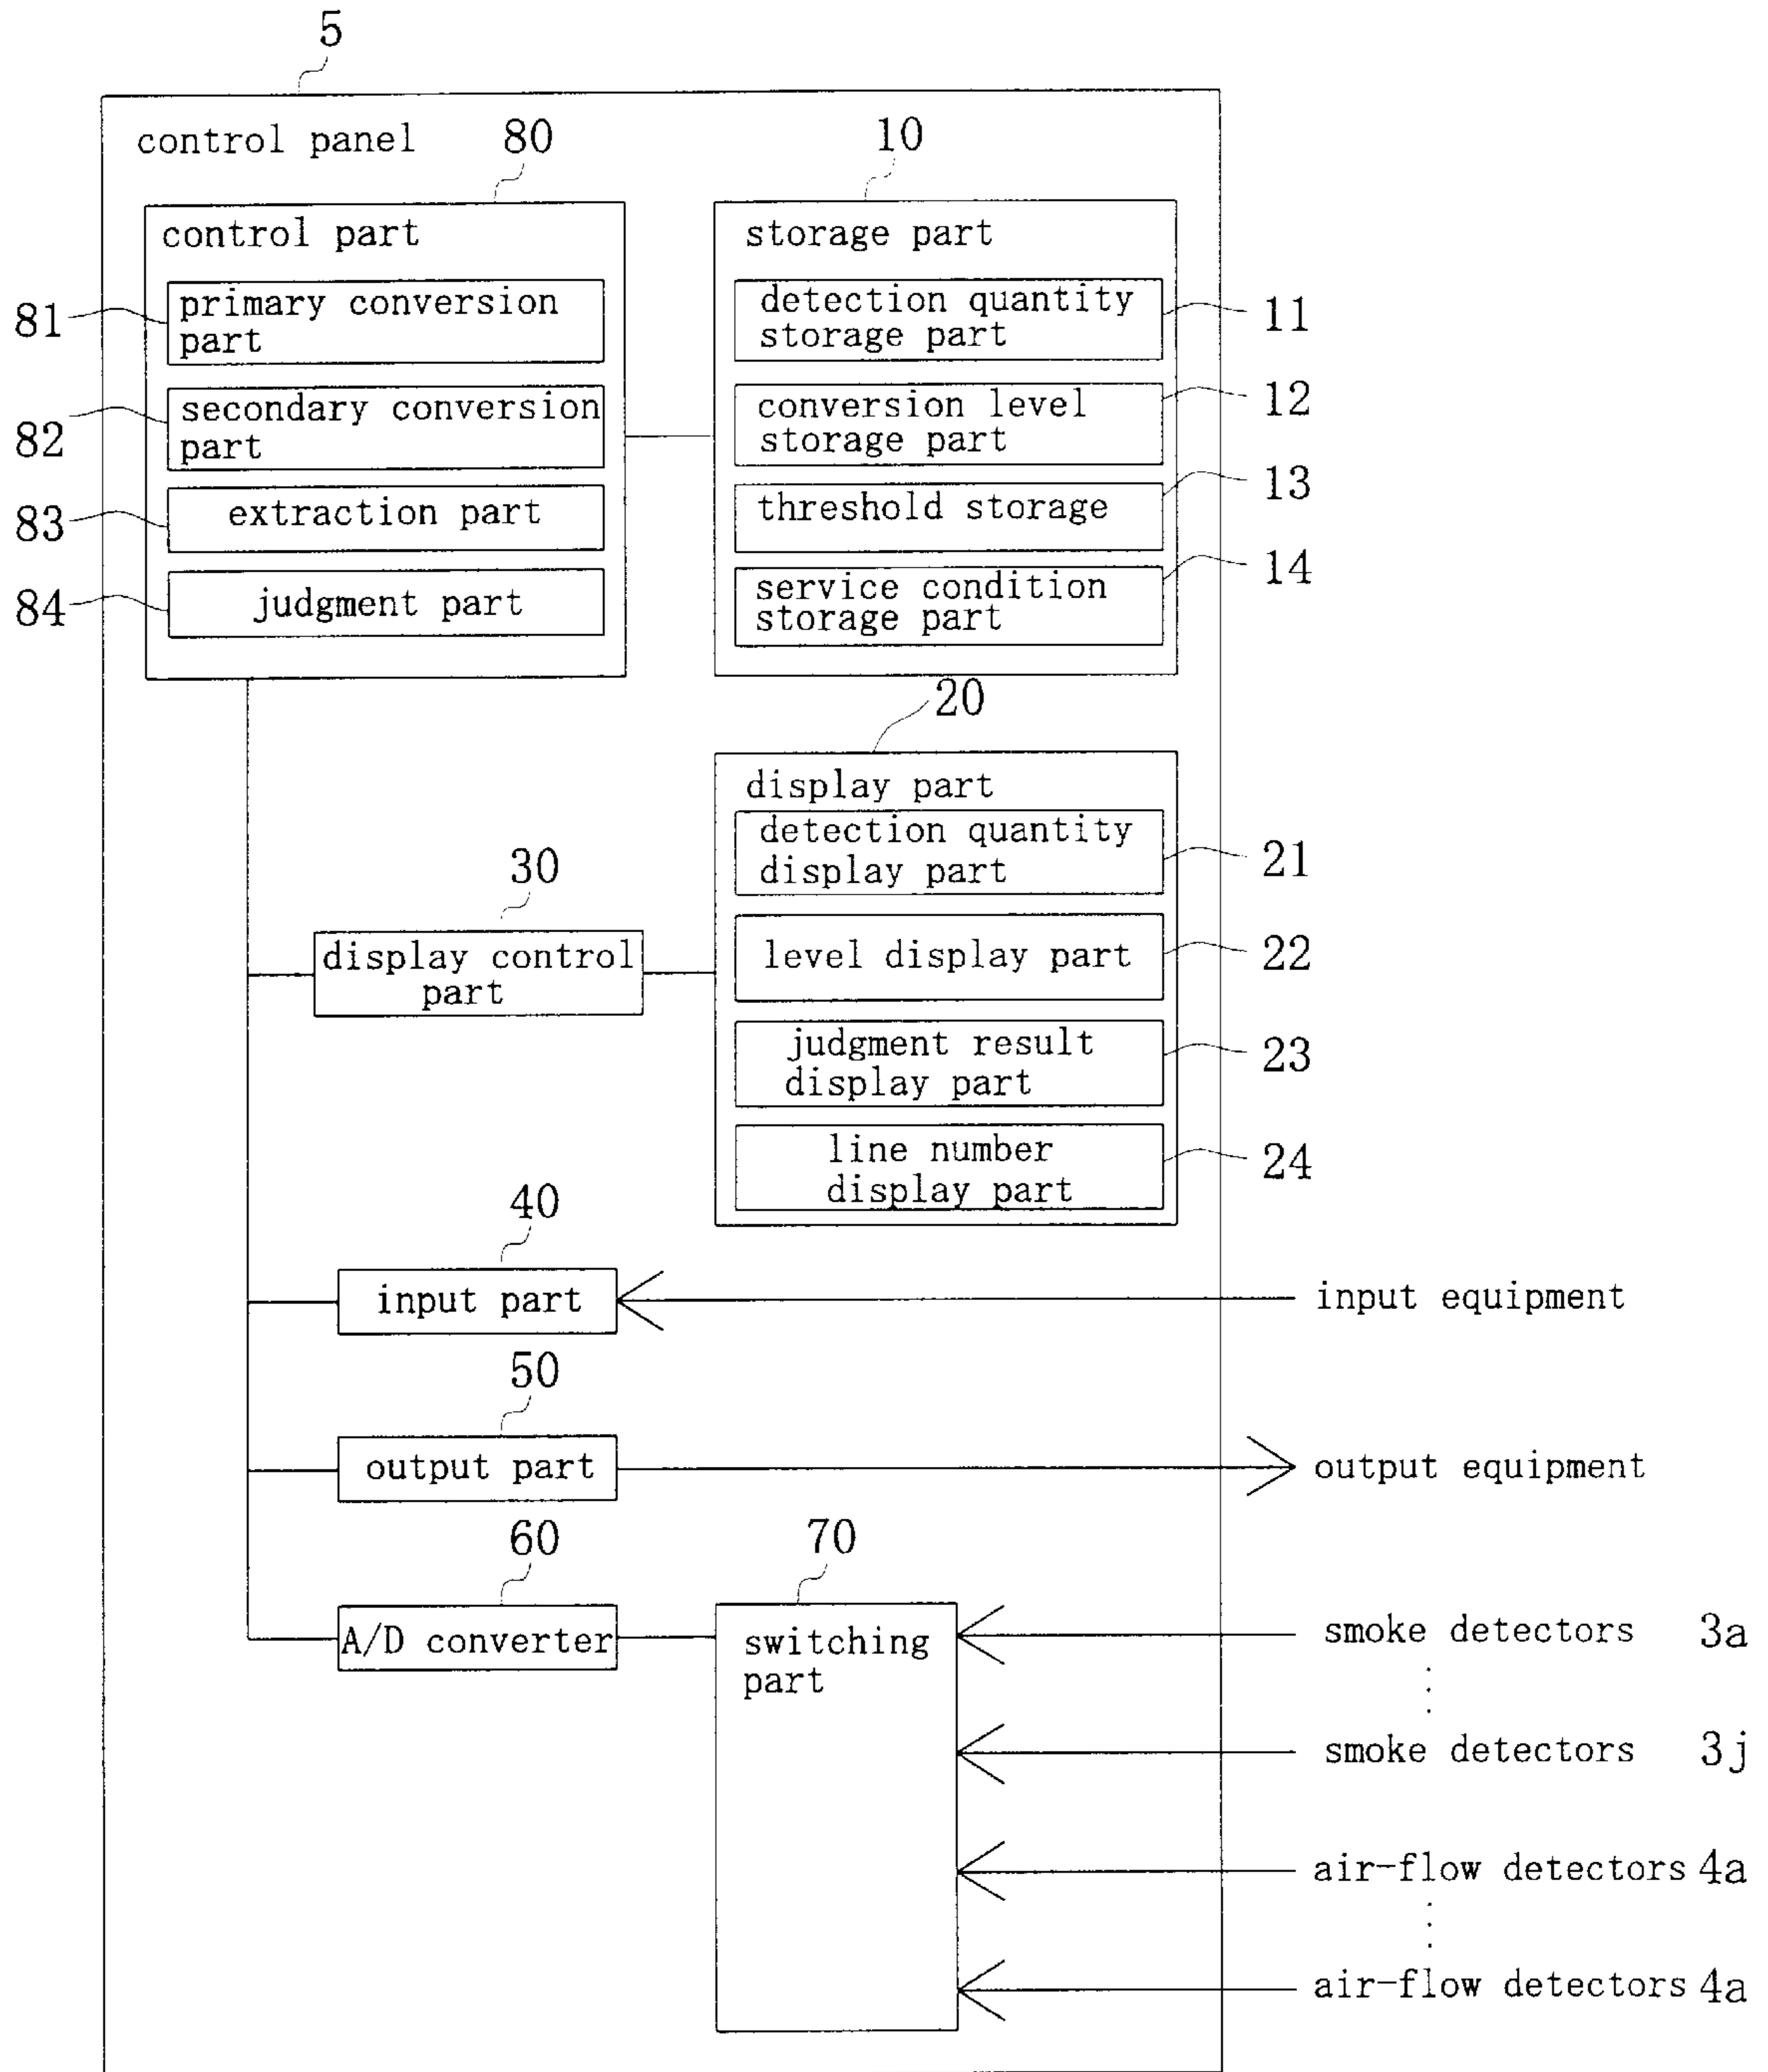 5
control panel
80
10
control part
storage part
81
primary conversion
part
detection quantity
storage part
11
82
secondary conversion
part
conversion level
storage part
12
83
extraction part
threshold storage
13
84
judgment part
service condition
storage part
14
20
display part
detection quantity
display part
21
30
display control
part
level display part
22
judgment result
display part
23
line number
display part
24
40
input part
input equipment
50
output part
output equipment
60
70
A/D converter
switching
part
smoke detectors 3a
smoke detectors 3j
air-flow detectors 4a
air-flow detectors 4a